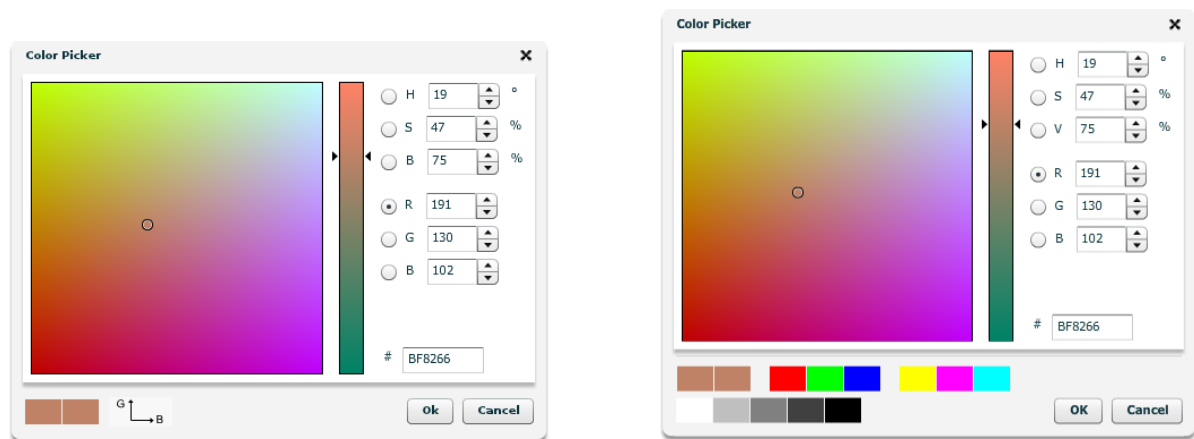 Color Picker
H 19 °
S 47 %
B 75 %
R 191
G 130
B 102
# BF8266
G
B
Ok Cancel
Color Picker
H 19 °
S 47 %
V 75 %
R 191
G 130
B 102
# BF8266
OK Cancel